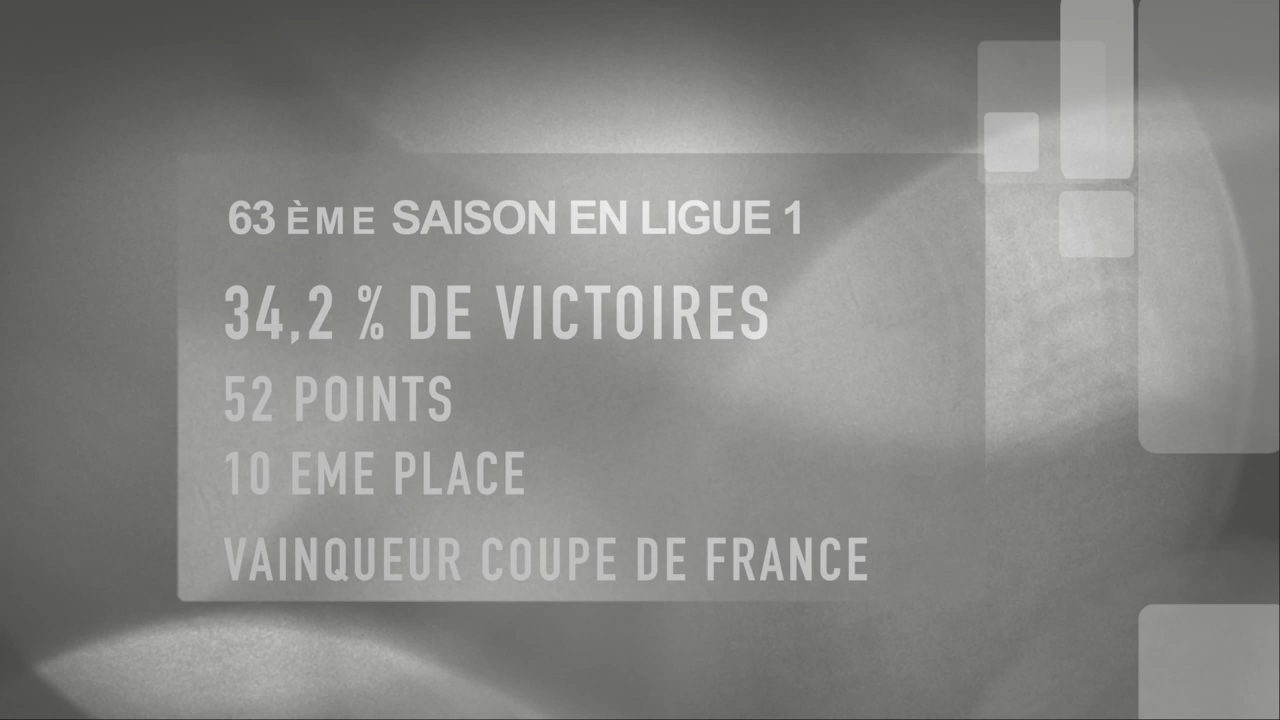 63 ÈME SAISON EN LIGUE 1
34,2 % DE VICTOIRES
52 POINTS
10 EME PLACE
VAINQUEUR COUPE DE FRANCE